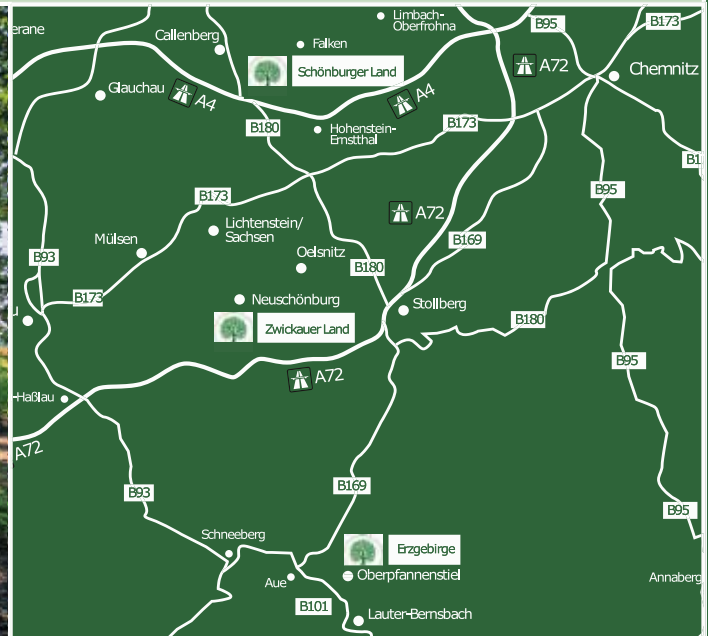 Limbach-
Oberfrohna
B95
B173
erane
Callenberg
Falken
A72
Chemnitz
Schönburger Land
Glauchau
A4
A4
B180
Hohenstein-
Ernstthal
B173
B1
B173
B95
A72
Lichtenstein/
Sachsen
Mülsen
B169
B93
Oelsnitz
B180
B173
Neuschönburg
Stollberg
u
Zwickauer Land
B180
B95
A72
-Haßlau
A72
B169
B93
B95
Schneeberg
Erzgebirge
Aue
Oberpfannenstiel
Annaberg
B101
Lauter-Bernsbach